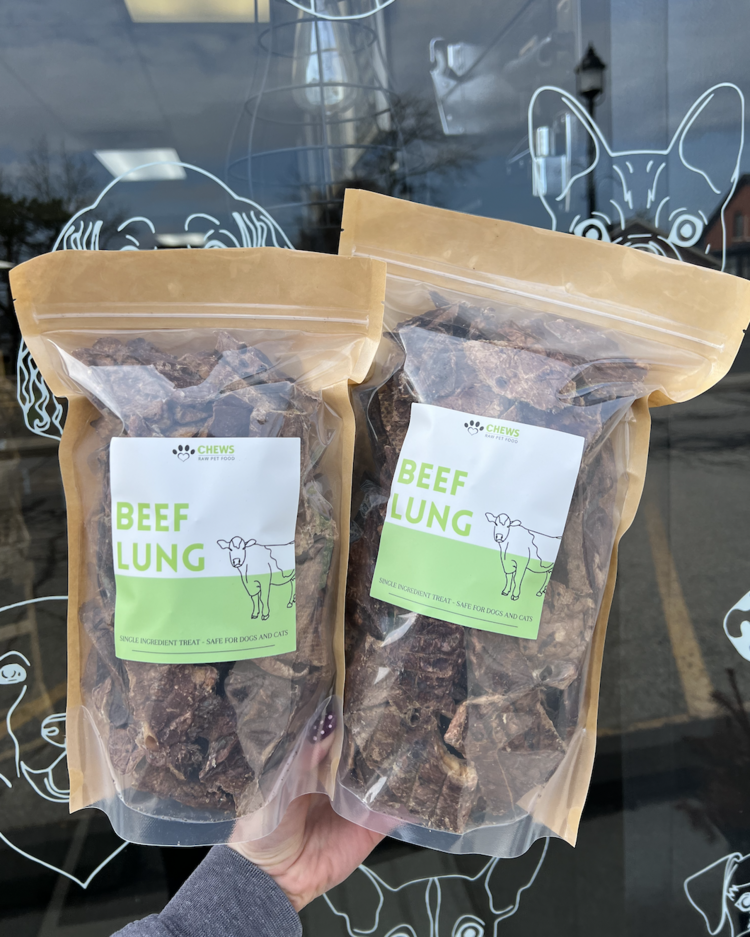 CHEWS
RAW PET FOOD
BEEF
LUNG
SINGLE INGREDIENT TREAT - SAFE FOR DOGS AND CATS
CHEWS
RAW PET FOOD
BEEF
LUNG
SINGLE INGREDIENT TREAT - SAFE FOR DOGS AND CATS